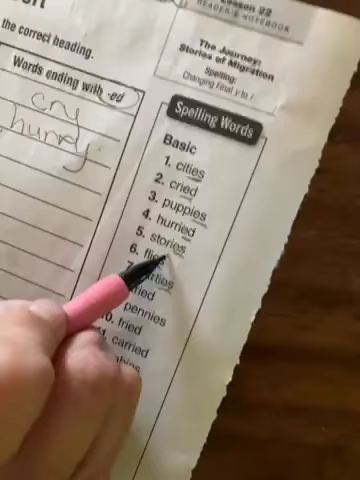 Lesson 22
READER'S NOTEBOOK
the correct heading.
The Journey:
Stories of Migration
Spelling:
Changing Final y to i
Words ending with -ed
cry
hurry
Spelling Words
Basic
1. cities
2. cried
3. puppies
4. hurried
5. stories
6. flies
7.
pennies
10. fried
carried